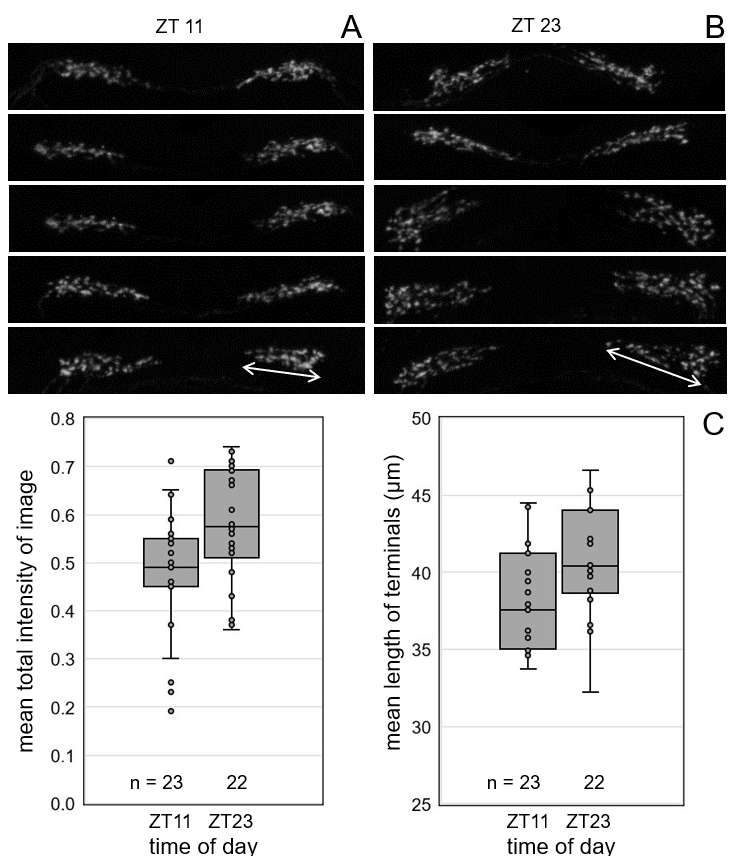 ZT 11
A
ZT 23
B
C
mean total intensity of image
0.8
0.7
0.6
0.5
0.4
0.3
0.2
0.1
0.0
n = 23
22
ZT11
ZT23
time of day
mean length of terminals (μm)
50
45
40
35
30
25
n = 23
22
ZT11
ZT23
time of day